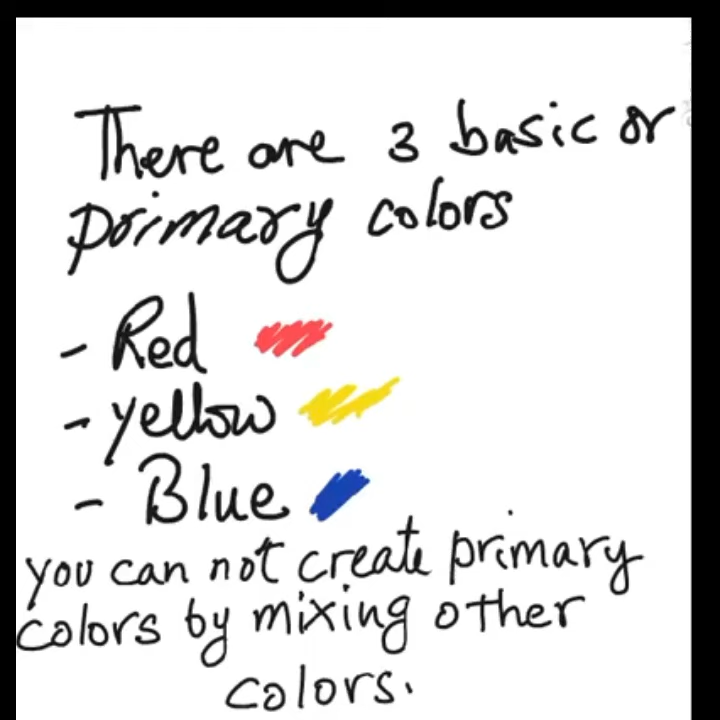 There are 3 basic or
primary colors
- Red
- yellow
- Blue
you can not create primary
colors by mixing other
colors.